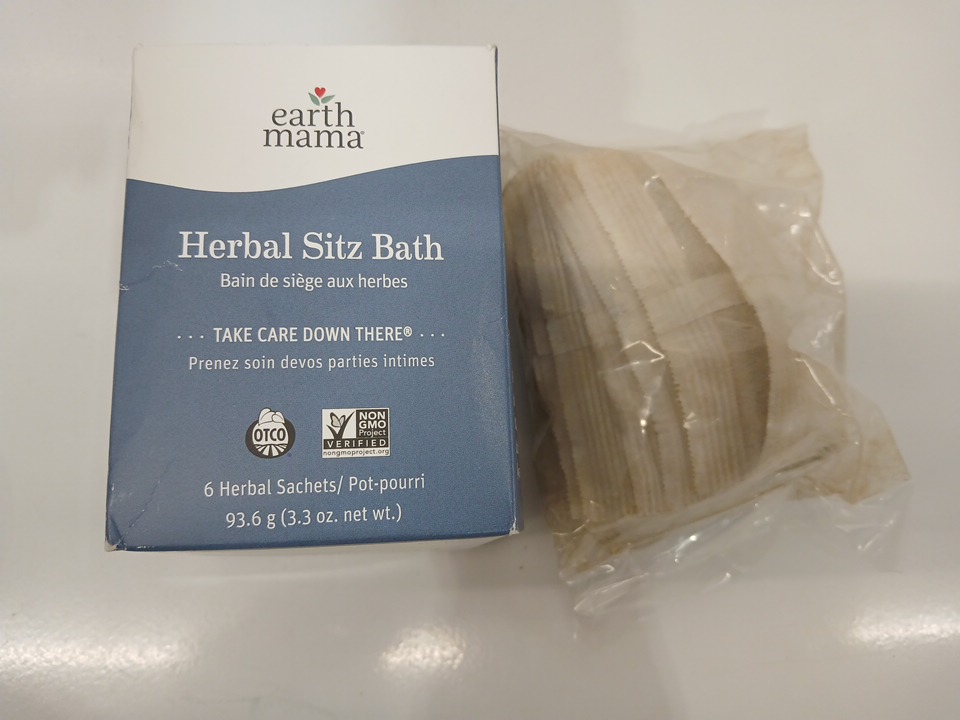 earth
mama®
Herbal Sitz Bath
Bain de siège aux herbes
··· TAKE CARE DOWN THERE® ···
Prenez soin devos parties intimes
OTCO
NON
GMO
Project
VERIFIED
nongmoproject.org
6 Herbal Sachets/ Pot-pourri
93.6 g (3.3 oz. net wt.)